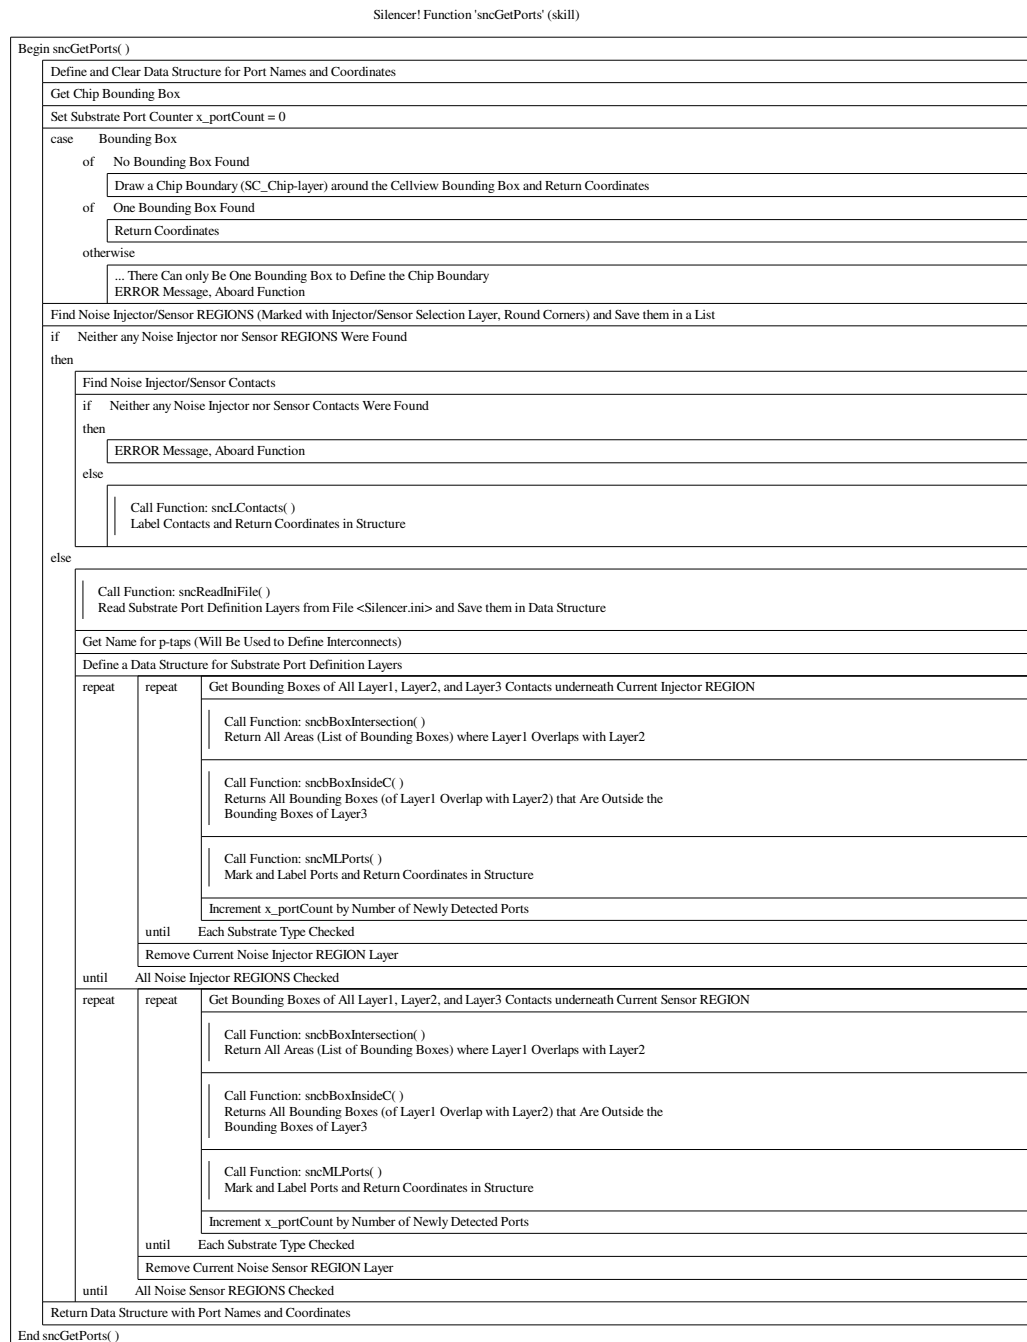 Silencer! Function 'sncGetPorts' (skill)
Begin sncGetPorts( )
Define and Clear Data Structure for Port Names and Coordinates
Get Chip Bounding Box
Set Substrate Port Counter x_portCount = 0
case Bounding Box
of No Bounding Box Found
Draw a Chip Boundary (SC_Chip-layer) around the Cellview Bounding Box and Return Coordinates
of One Bounding Box Found
Return Coordinates
otherwise
... There Can only Be One Bounding Box to Define the Chip Boundary
ERROR Message, Aboard Function
Find Noise Injector/Sensor REGIONS (Marked with Injector/Sensor Selection Layer, Round Corners) and Save them in a List
if Neither any Noise Injector nor Sensor REGIONS Were Found
then
Find Noise Injector/Sensor Contacts
if Neither any Noise Injector nor Sensor Contacts Were Found
then
ERROR Message, Aboard Function
else
Call Function: sncLContacts( )
Label Contacts and Return Coordinates in Structure
else
Call Function: sncReadIniFile( )
Read Substrate Port Definition Layers from File <Silencer.ini> and Save them in Data Structure
Get Name for p-taps (Will Be Used to Define Interconnects)
Define a Data Structure for Substrate Port Definition Layers
repeat repeat Get Bounding Boxes of All Layer1, Layer2, and Layer3 Contacts underneath Current Injector REGION
Call Function: sncbBoxIntersection( )
Return All Areas (List of Bounding Boxes) where Layer1 Overlaps with Layer2
Call Function: sncbBoxInsideC( )
Returns All Bounding Boxes (of Layer1 Overlap with Layer2) that Are Outside the
Bounding Boxes of Layer3
Call Function: sncMLPorts( )
Mark and Label Ports and Return Coordinates in Structure
Increment x_portCount by Number of Newly Detected Ports
until Each Substrate Type Checked
Remove Current Noise Injector REGION Layer
until All Noise Injector REGIONS Checked
repeat repeat Get Bounding Boxes of All Layer1, Layer2, and Layer3 Contacts underneath Current Sensor REGION
Call Function: sncbBoxIntersection( )
Return All Areas (List of Bounding Boxes) where Layer1 Overlaps with Layer2
Call Function: sncbBoxInsideC( )
Returns All Bounding Boxes (of Layer1 Overlap with Layer2) that Are Outside the
Bounding Boxes of Layer3
Call Function: sncMLPorts( )
Mark and Label Ports and Return Coordinates in Structure
Increment x_portCount by Number of Newly Detected Ports
until Each Substrate Type Checked
Remove Current Noise Sensor REGION Layer
until All Noise Sensor REGIONS Checked
Return Data Structure with Port Names and Coordinates
End sncGetPorts( )